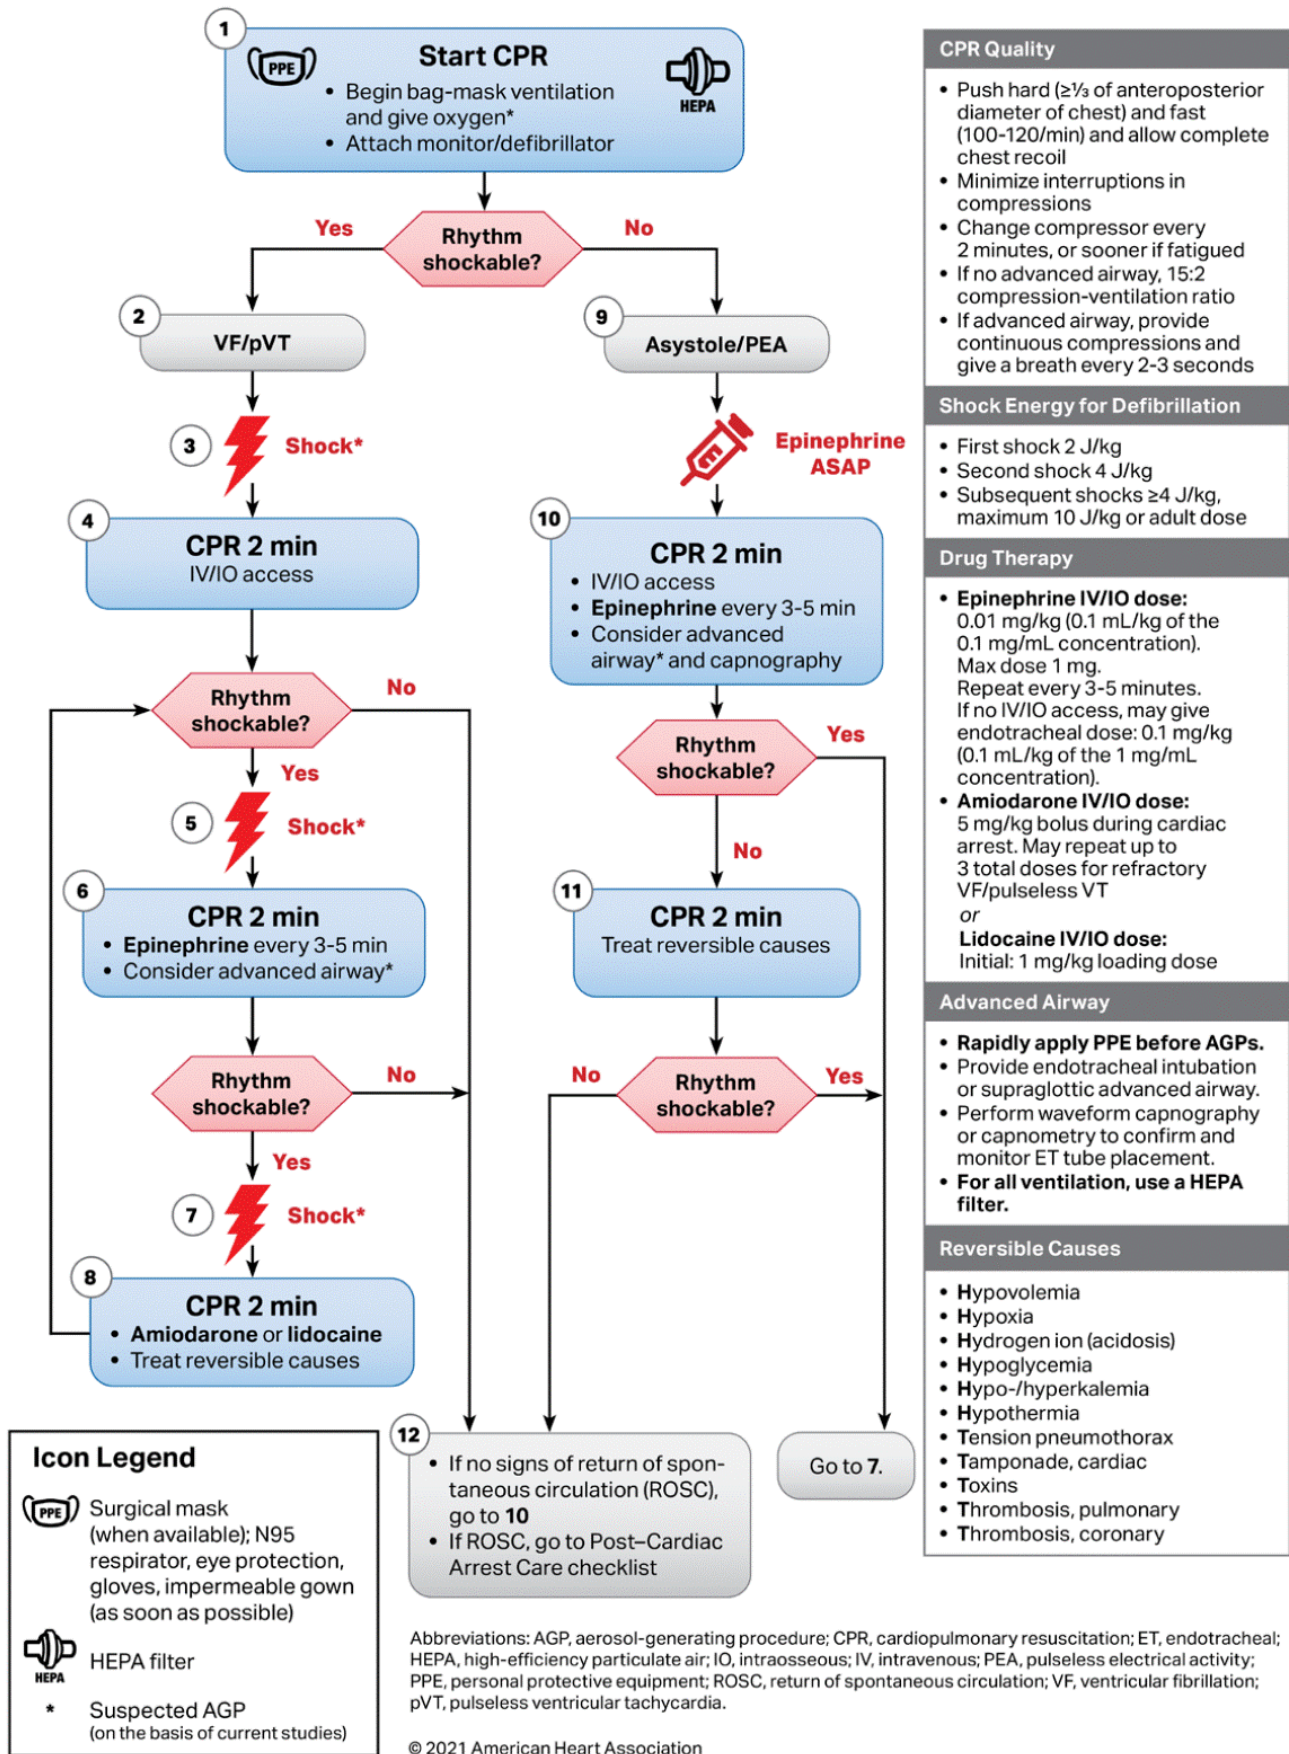 1
PPE
Start CPR
• Begin bag-mask ventilation
and give oxygen*
• Attach monitor/defibrillator
HEPA
Rhythm
shockable?
Yes
No
2
VF/pVT
3
Shock*
4
CPR 2 min
IV/IO access
Rhythm
shockable?
No
Yes
5
Shock*
6
CPR 2 min
• Epinephrine every 3-5 min
• Consider advanced airway*
Rhythm
shockable?
No
Yes
7
Shock*
8
CPR 2 min
• Amiodarone or lidocaine
• Treat reversible causes
9
Asystole/PEA
Epinephrine
ASAP
10
CPR 2 min
• IV/IO access
• Epinephrine every 3-5 min
• Consider advanced
airway* and capnography
Rhythm
shockable?
Yes
No
11
CPR 2 min
Treat reversible causes
Rhythm
shockable?
No
Yes
12
• If no signs of return of spon-
taneous circulation (ROSC),
go to 10
• If ROSC, go to Post–Cardiac
Arrest Care checklist
Go to 7.
CPR Quality
• Push hard (≥⅓ of anteroposterior
diameter of chest) and fast
(100-120/min) and allow complete
chest recoil
• Minimize interruptions in
compressions
• Change compressor every
2 minutes, or sooner if fatigued
• If no advanced airway, 15:2
compression-ventilation ratio
• If advanced airway, provide
continuous compressions and
give a breath every 2-3 seconds
Shock Energy for Defibrillation
• First shock 2 J/kg
• Second shock 4 J/kg
• Subsequent shocks ≥4 J/kg,
maximum 10 J/kg or adult dose
Drug Therapy
• Epinephrine IV/IO dose:
0.01 mg/kg (0.1 mL/kg of the
0.1 mg/mL concentration).
Max dose 1 mg.
Repeat every 3-5 minutes.
If no IV/IO access, may give
endotracheal dose: 0.1 mg/kg
(0.1 mL/kg of the 1 mg/mL
concentration).
• Amiodarone IV/IO dose:
5 mg/kg bolus during cardiac
arrest. May repeat up to
3 total doses for refractory
VF/pulseless VT
or
Lidocaine IV/IO dose:
Initial: 1 mg/kg loading dose
Advanced Airway
• Rapidly apply PPE before AGPs.
• Provide endotracheal intubation
or supraglottic advanced airway.
• Perform waveform capnography
or capnometry to confirm and
monitor ET tube placement.
• For all ventilation, use a HEPA
filter.
Reversible Causes
• Hypovolemia
• Hypoxia
• Hydrogen ion (acidosis)
• Hypoglycemia
• Hypo-/hyperkalemia
• Hypothermia
• Tension pneumothorax
• Tamponade, cardiac
• Toxins
• Thrombosis, pulmonary
• Thrombosis, coronary
Icon Legend
PPE
Surgical mask
(when available); N95
respirator, eye protection,
gloves, impermeable gown
(as soon as possible)
HEPA
HEPA filter
* Suspected AGP
(on the basis of current studies)
Abbreviations: AGP, aerosol-generating procedure; CPR, cardiopulmonary resuscitation; ET, endotracheal;
HEPA, high-efficiency particulate air; IO, intraosseous; IV, intravenous; PEA, pulseless electrical activity;
PPE, personal protective equipment; ROSC, return of spontaneous circulation; VF, ventricular fibrillation;
pVT, pulseless ventricular tachycardia.
© 2021 American Heart Association